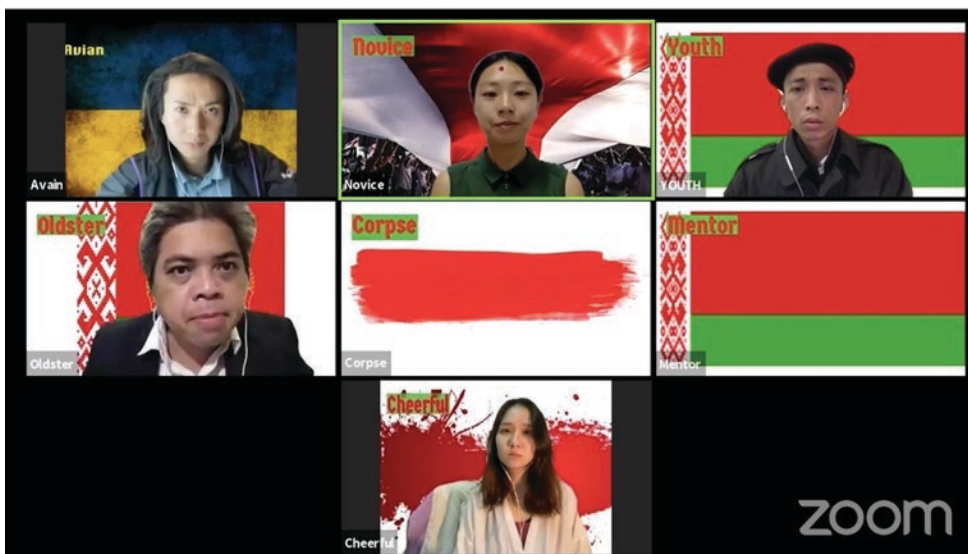 Avian
Avain
Novice
Novice
Youth
YOUTH
Oldster
Oldster
Corpse
Corpse
Mentor
Mentor
Cheerful
Cheerful
zoom